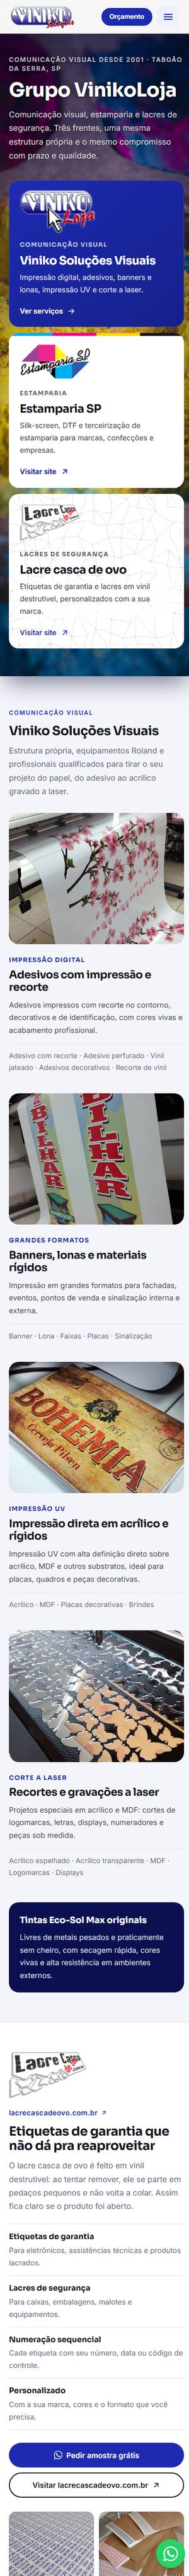 VINIKO
Loja
Orçamento
COMUNICAÇÃO VISUAL DESDE 2001 · TABOÃO
DA SERRA, SP
Grupo VinikoLoja
Comunicação visual, estamparia e lacres de
segurança. Três frentes, uma mesma
estrutura própria e o mesmo compromisso
com prazo e qualidade.
VINIKO
Loja
COMUNICAÇÃO VISUAL
Viniko Soluções Visuais
Impressão digital, adesivos, banners e
lonas, impressão UV e corte a laser.
Ver serviços →
Estamparia SP
ESTAMPARIA
Estamparia SP
Silk-screen, DTF e terceirização de
estamparia para marcas, confecções e
empresas.
Visitar site ↗
Lacre
Casca de ovo
LACRES DE SEGURANÇA
Lacre casca de ovo
Etiquetas de garantia e lacres em vinil
destrutível, personalizados com a sua
marca.
Visitar site ↗
COMUNICAÇÃO VISUAL
Viniko Soluções Visuais
Estrutura própria, equipamentos Roland e
profissionais qualificados para tirar o seu
projeto do papel, do adesivo ao acrílico
gravado a laser.
IMPRESSÃO DIGITAL
Adesivos com impressão e
recorte
Adesivos impressos com recorte no contorno,
decorativos e de identificação, com cores vivas e
acabamento profissional.
Adesivo com recorte · Adesivo perfurado · Vinil
jateado · Adesivos decorativos · Recorte de vinil
BILHAR
BILHAR
GRANDES FORMATOS
Banners, lonas e materiais
rígidos
Impressão em grandes formatos para fachadas,
eventos, pontos de venda e sinalização interna e
externa.
Banner · Lona · Faixas · Placas · Sinalização
BOHEMIA
Cerveja Pilsen
IMPRESSÃO UV
Impressão direta em acrílico e
rígidos
Impressão UV com alta definição direto sobre
acrílico, MDF e outros substratos, ideal para
placas, quadros e peças decorativas.
Acrílico · MDF · Placas decorativas · Brindes
CORTE A LASER
Recortes e gravações a laser
Projetos especiais em acrílico e MDF: cortes de
logomarcas, letras, displays, numeradores e
peças sob medida.
Acrílico espelhado · Acrílico transparente · MDF ·
Logomarcas · Displays
Tintas Eco-Sol Max originais
Livres de metais pesados e praticamente
sem cheiro, com secagem rápida, cores
vivas e alta resistência em ambientes
externos.
Lacre
Casca de ovo
lacrecascadeovo.com.br ↗
Etiquetas de garantia que
não dá pra reaproveitar
O lacre casca de ovo é feito em vinil
destrutível: ao tentar remover, ele se parte em
pedaços pequenos e não volta a colar. Assim
fica claro se o produto foi aberto.
Etiquetas de garantia
Para eletrônicos, assistências técnicas e produtos
lacrados.
Lacres de segurança
Para caixas, embalagens, malotes e
equipamentos.
Numeração sequencial
Cada etiqueta com seu número, data ou código de
controle.
Personalizado
Com a sua marca, cores e o formato que você
precisa.
Pedir amostra grátis
Visitar lacrecascadeovo.com.br ↗